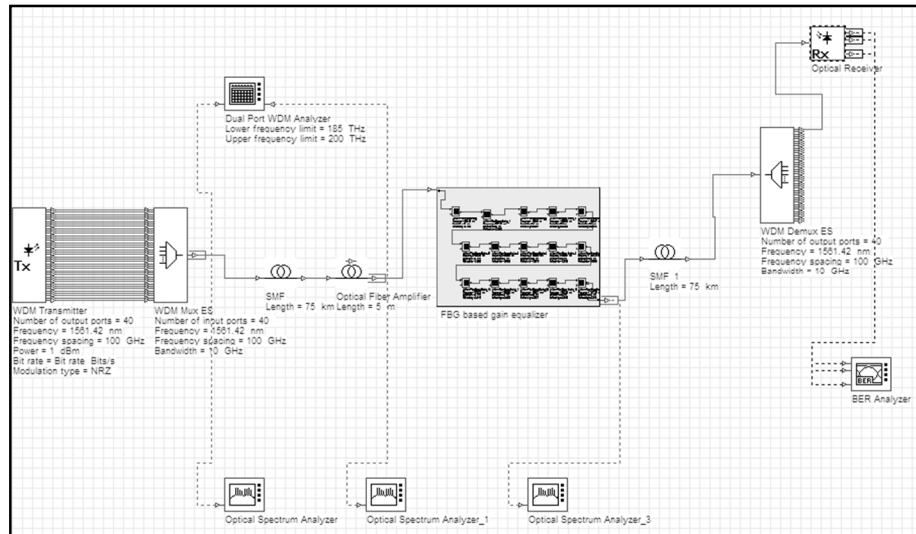 Rx
Optical Receiver
Dual Port WDM Analyzer
Lower frequency limit = 185 THz
Upper frequency limit = 200 THz
Tx
WDM Transmitter
Number of output ports = 40
Frequency = 1561.42 nm
Frequency spacing = 100 GHz
Power = 1 dBm
Bit rate = Bit rate Bits/s
Modulation type = NRZ
WDM Mux ES
Number of input ports = 40
Frequency = 1561.42 nm
Frequency spacing = 100 GHz
Bandwidth = 10 GHz
SMF
Length = 75 km
Optical Fiber Amplifier
Length = 5 m
FBG based gain equalizer
SMF_1
Length = 75 km
WDM Demux ES
Number of output ports = 40
Frequency = 1561.42 nm
Frequency spacing = 100 GHz
Bandwidth = 10 GHz
BER
BER Analyzer
Optical Spectrum Analyzer
Optical Spectrum Analyzer_1
Optical Spectrum Analyzer_3